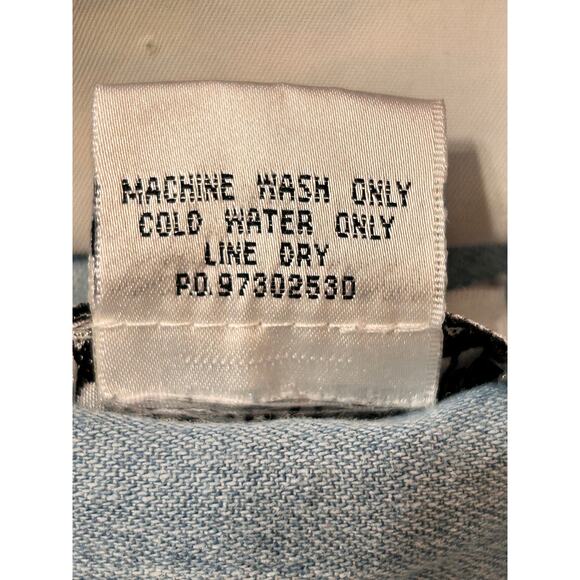 MACHINE WASH ONLY
COLD WATER ONLY
LINE DRY
P.O. 97302530